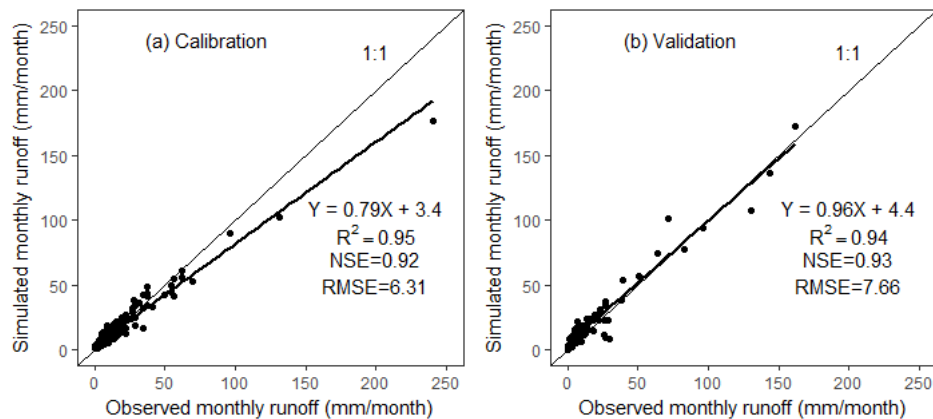 (a) Calibration
1:1
Y = 0.79X + 3.4
R² = 0.95
NSE=0.92
RMSE=6.31
Simulated monthly runoff (mm/month)
250
200
150
100
50
0
0 50 100 150 200 250
Observed monthly runoff (mm/month)
(b) Validation
1:1
Y = 0.96X + 4.4
R² = 0.94
NSE=0.93
RMSE=7.66
Simulated monthly runoff (mm/month)
250
200
150
100
50
0
0 50 100 150 200 250
Observed monthly runoff (mm/month)